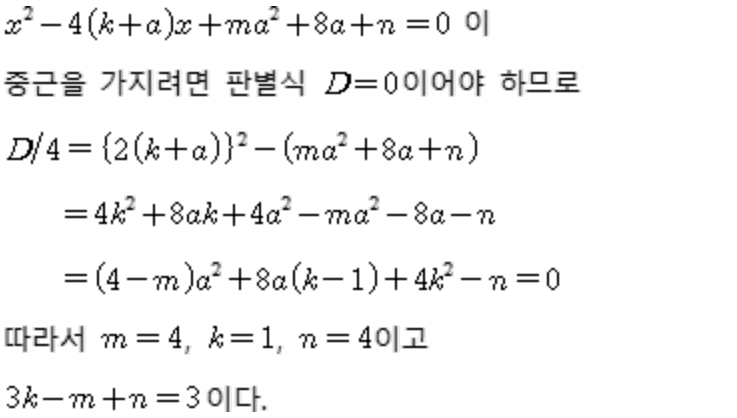 x² − 4(k+a)x + ma² + 8a + n = 0 이
중근을 가지려면 판별식 D=0이어야 하므로
D/4 = {2(k+a)}² − (ma² + 8a + n)
= 4k² + 8ak + 4a² − ma² − 8a − n
= (4−m)a² + 8a(k−1) + 4k² − n = 0
따라서 m = 4, k = 1, n = 4이고
3k − m + n = 3이다.